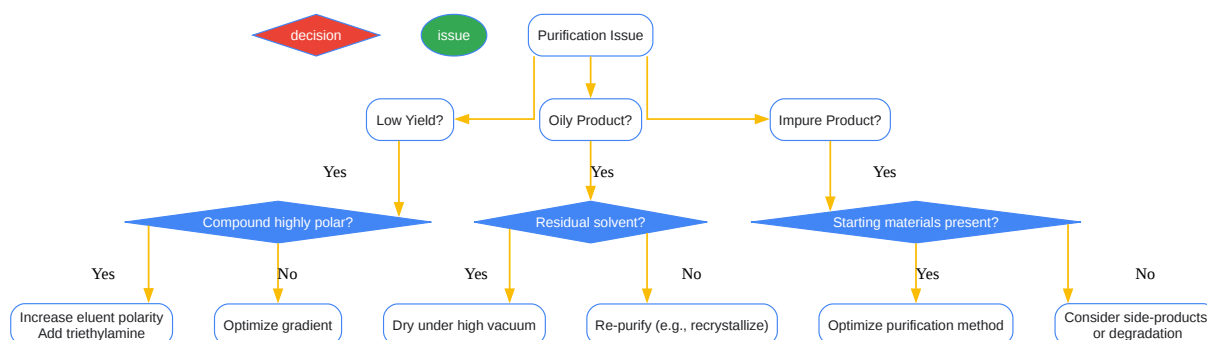 decision
issue
Purification Issue
Low Yield?
Oily Product?
Impure Product?
Yes
Yes
Yes
Compound highly polar?
Residual solvent?
Starting materials present?
Yes
No
Yes
No
Yes
No
Increase eluent polarity
Add triethylamine
Optimize gradient
Dry under high vacuum
Re-purify (e.g., recrystallize)
Optimize purification method
Consider side-products
or degradation